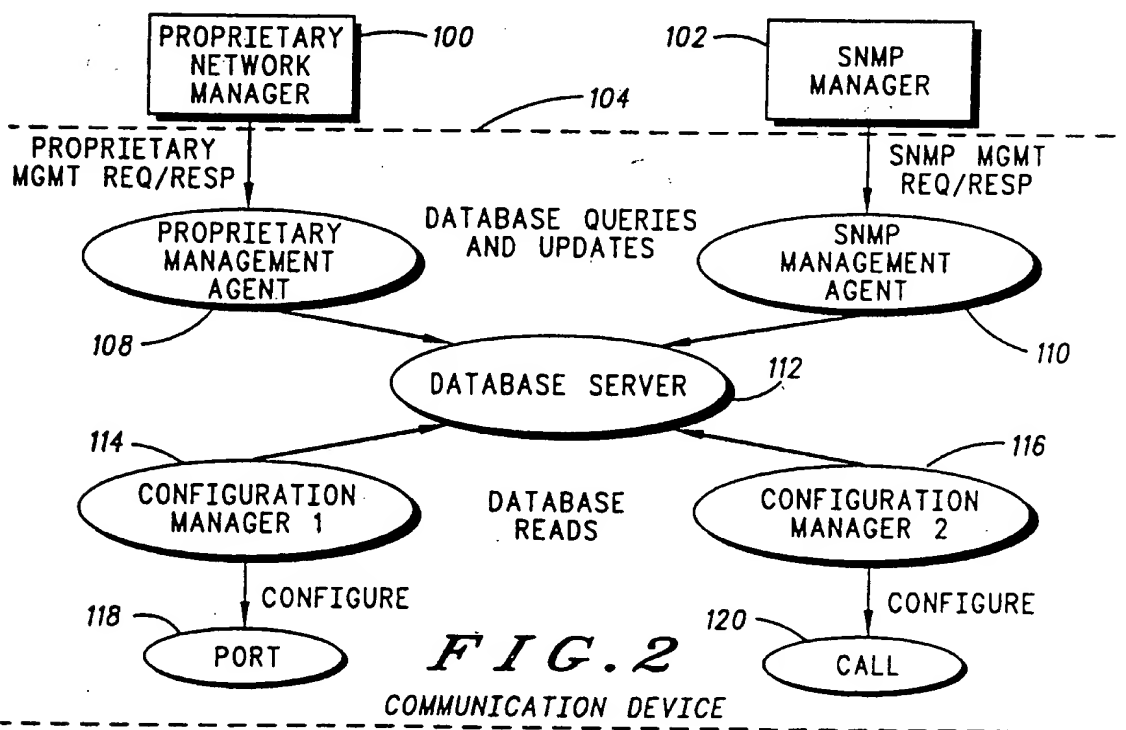 PROPRIETARY
NETWORK
MANAGER
100
102
SNMP
MANAGER
104
PROPRIETARY
MGMT REQ/RESP
SNMP MGMT
REQ/RESP
DATABASE QUERIES
AND UPDATES
PROPRIETARY
MANAGEMENT
AGENT
SNMP
MANAGEMENT
AGENT
108
110
DATABASE SERVER
112
114
116
CONFIGURATION
MANAGER 1
DATABASE
READS
CONFIGURATION
MANAGER 2
CONFIGURE
CONFIGURE
118
120
PORT
CALL
FIG.2
COMMUNICATION DEVICE